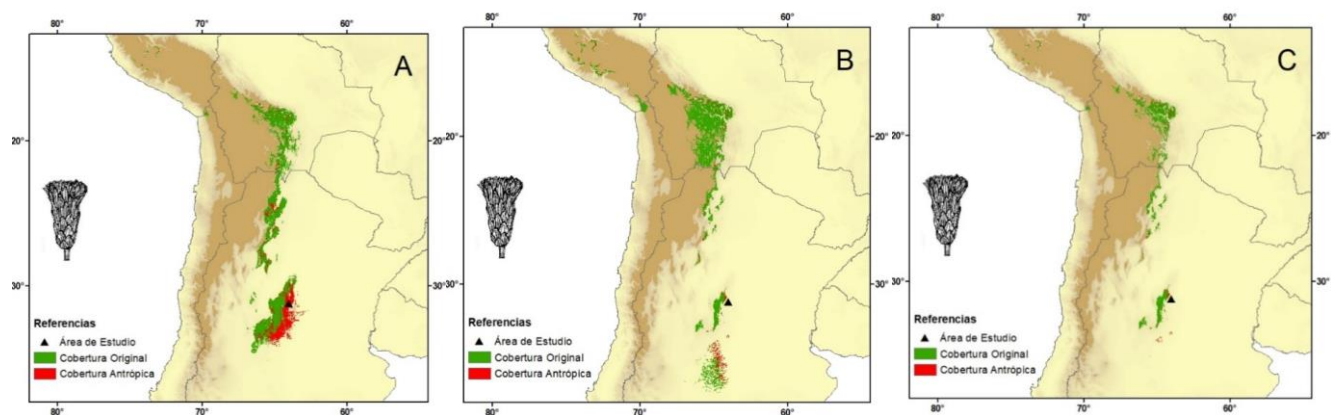 80° 70° 60°
A
20°
30°
Referencias
Área de Estudio
Cobertura Original
Cobertura Antrópica
80° 70° 60°
80° 70° 60°
B
20°
30°
Referencias
Área de Estudio
Cobertura Original
Cobertura Antrópica
80° 70° 60°
80° 70° 60°
C
20°
20°
30°
30°
Referencias
Área de Estudio
Cobertura Original
Cobertura Antrópica
80° 70° 60°